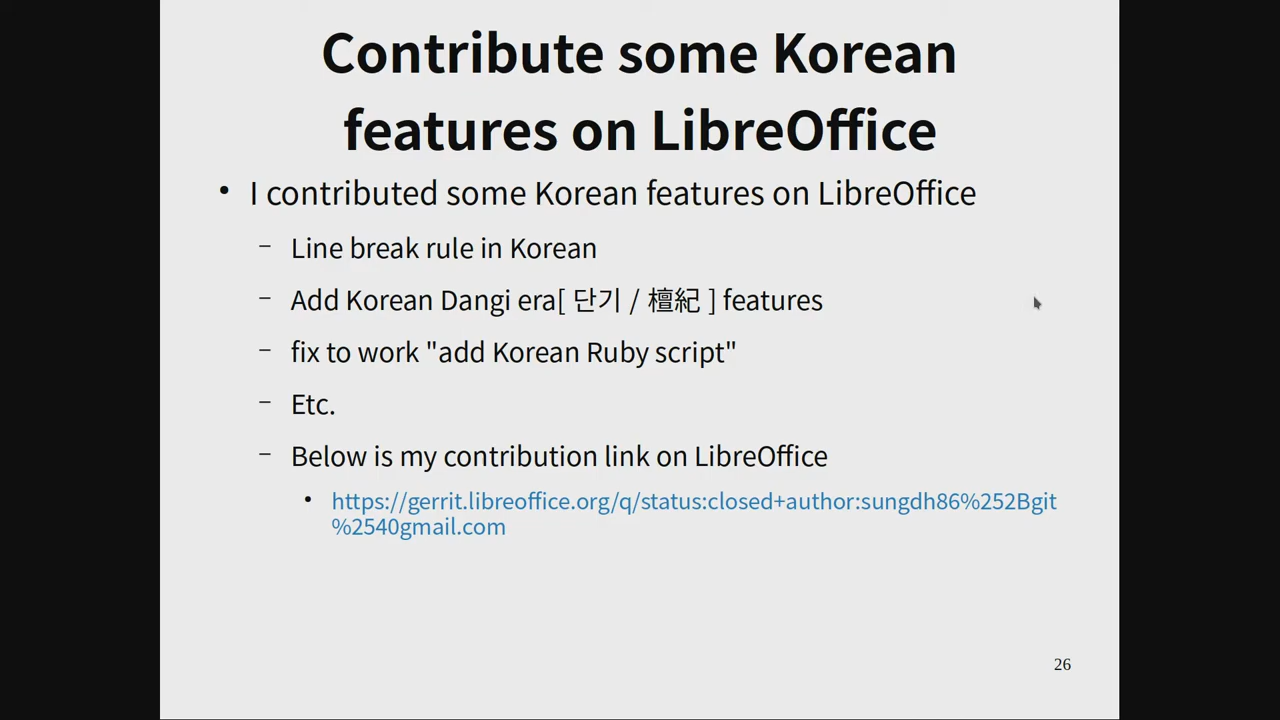 Contribute some Korean
features on LibreOffice
• I contributed some Korean features on LibreOffice
– Line break rule in Korean
– Add Korean Dangi era[ 단기 / 檀紀 ] features
– fix to work "add Korean Ruby script"
– Etc.
– Below is my contribution link on LibreOffice
• https://gerrit.libreoffice.org/q/status:closed+author:sungdh86%252Bgit
%2540gmail.com
26